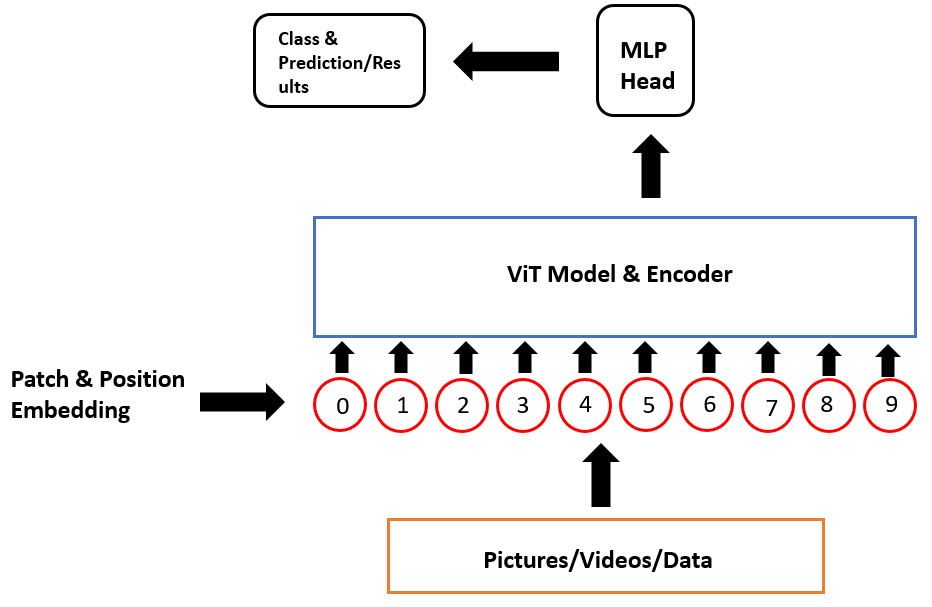 Class &
Prediction/Res
ults
MLP
Head
ViT Model & Encoder
Patch & Position
Embedding
0 1 2 3 4 5 6 7 8 9
Pictures/Videos/Data